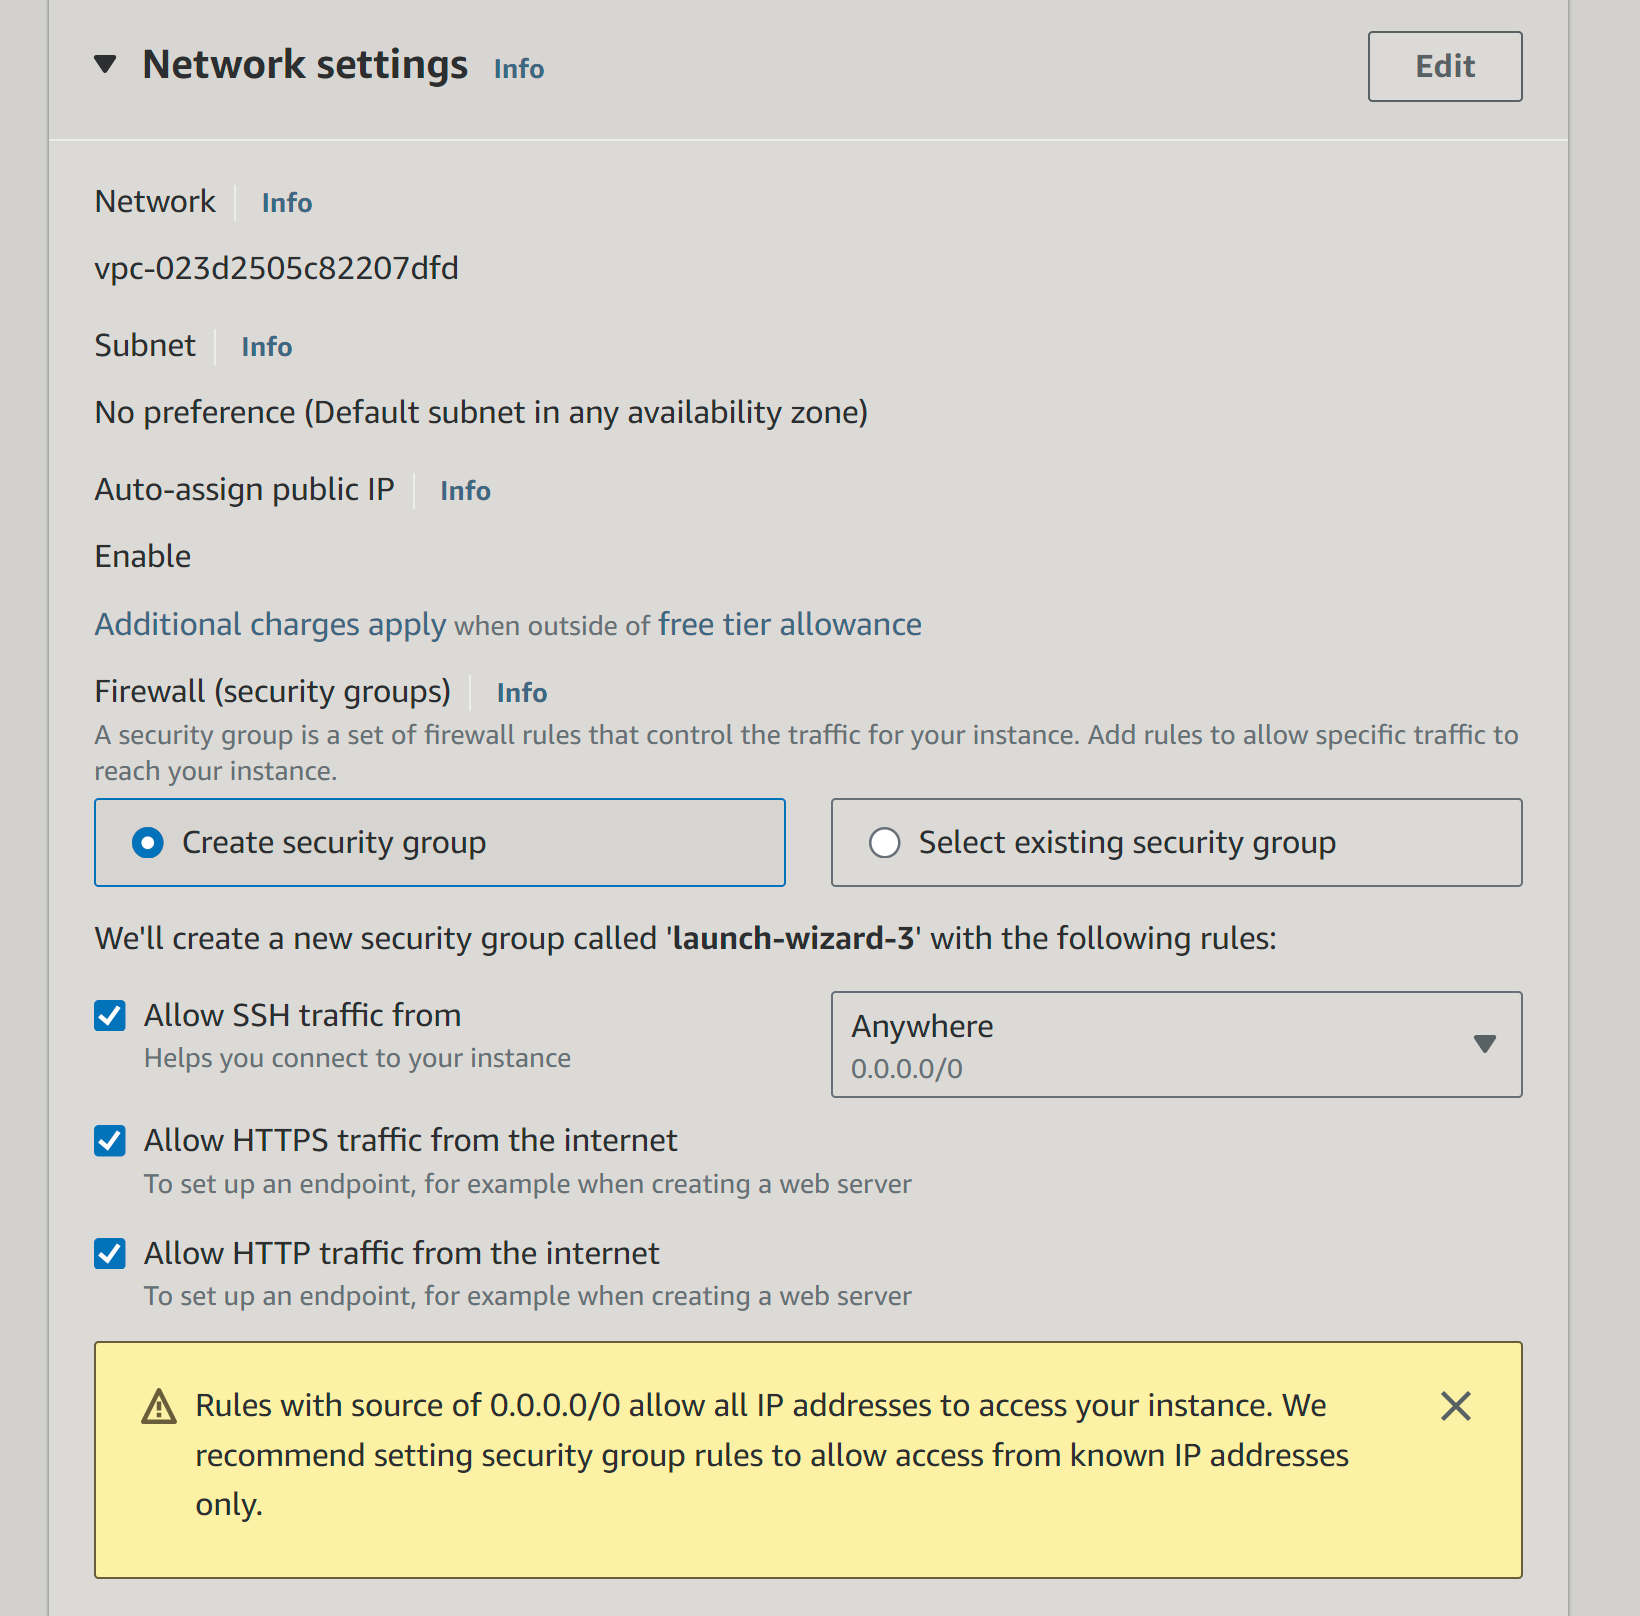 Network settings Info Edit
Network Info
vpc-023d2505c82207dfd
Subnet Info
No preference (Default subnet in any availability zone)
Auto-assign public IP Info
Enable
Additional charges apply when outside of free tier allowance
Firewall (security groups) Info
A security group is a set of firewall rules that control the traffic for your instance. Add rules to allow specific traffic to
reach your instance.
Create security group Select existing security group
We'll create a new security group called 'launch-wizard-3' with the following rules:
Allow SSH traffic from
Helps you connect to your instance
Anywhere
0.0.0.0/0
Allow HTTPS traffic from the internet
To set up an endpoint, for example when creating a web server
Allow HTTP traffic from the internet
To set up an endpoint, for example when creating a web server
Rules with source of 0.0.0.0/0 allow all IP addresses to access your instance. We
recommend setting security group rules to allow access from known IP addresses
only.